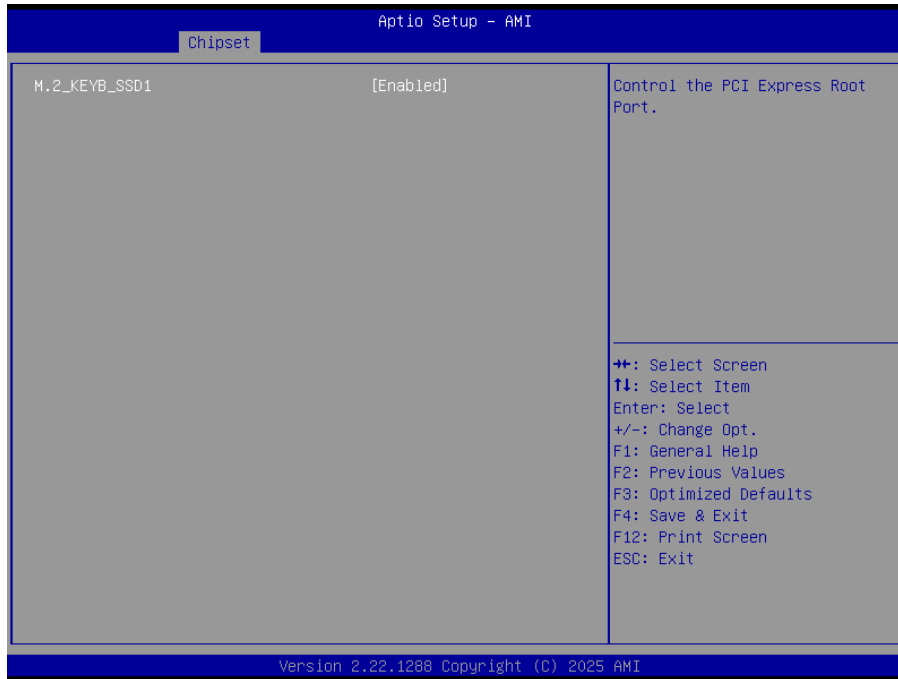 Aptio Setup – AMI
Chipset
M.2_KEYB_SSD1 [Enabled]
Control the PCI Express Root
Port.
→←: Select Screen
↑↓: Select Item
Enter: Select
+/-: Change Opt.
F1: General Help
F2: Previous Values
F3: Optimized Defaults
F4: Save & Exit
F12: Print Screen
ESC: Exit
Version 2.22.1288 Copyright (C) 2025 AMI